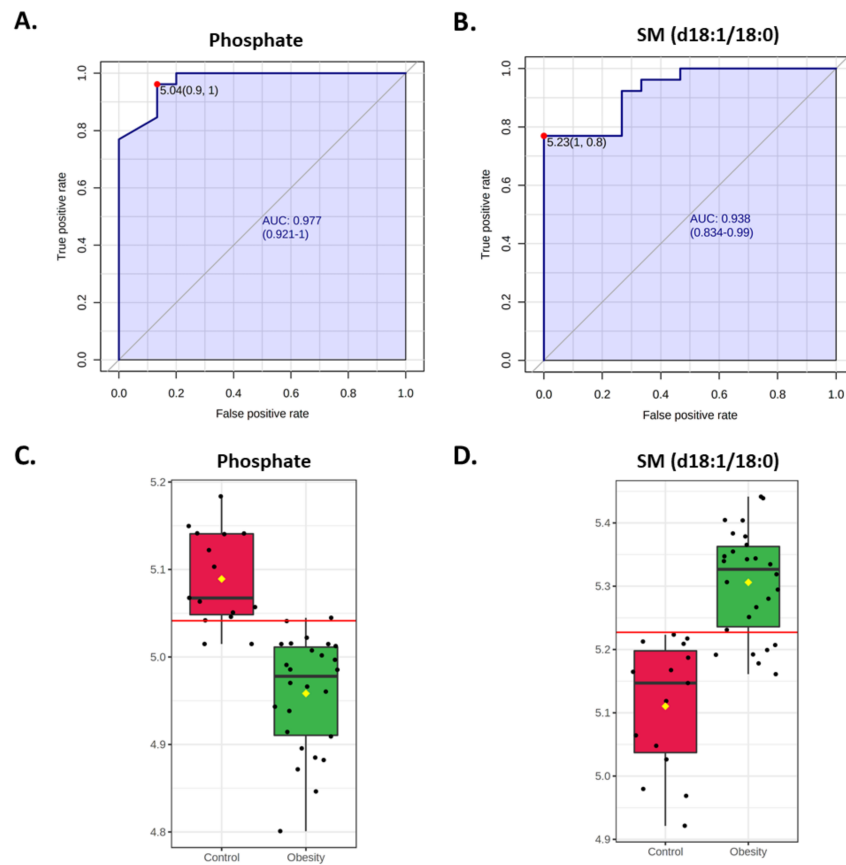 A.
Phosphate
True positive rate
1.0
0.8
0.6
0.4
0.2
0.0
5.04(0.9, 1)
AUC: 0.977
(0.921-1)
0.0 0.2 0.4 0.6 0.8 1.0
False positive rate
B.
SM (d18:1/18:0)
True positive rate
1.0
0.8
0.6
0.4
0.2
0.0
5.23(1, 0.8)
AUC: 0.938
(0.834-0.99)
0.0 0.2 0.4 0.6 0.8 1.0
False positive rate
C.
Phosphate
5.2
5.1
5.0
4.9
4.8
Control Obesity
D.
SM (d18:1/18:0)
5.4
5.3
5.2
5.1
5.0
4.9
Control Obesity